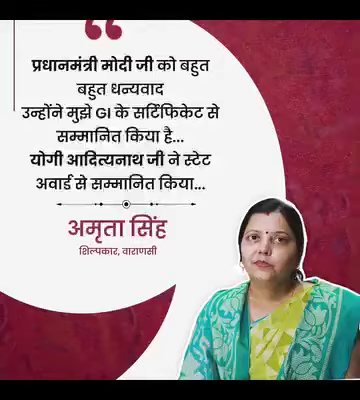 प्रधानमंत्री मोदी जी को बहुत
बहुत धन्यवाद
उन्होंने मुझे GI के सर्टिफिकेट से
सम्मानित किया है...
योगी आदित्यनाथ जी ने स्टेट
अवार्ड से सम्मानित किया...
अमृता सिंह
शिल्पकार, वाराणसी